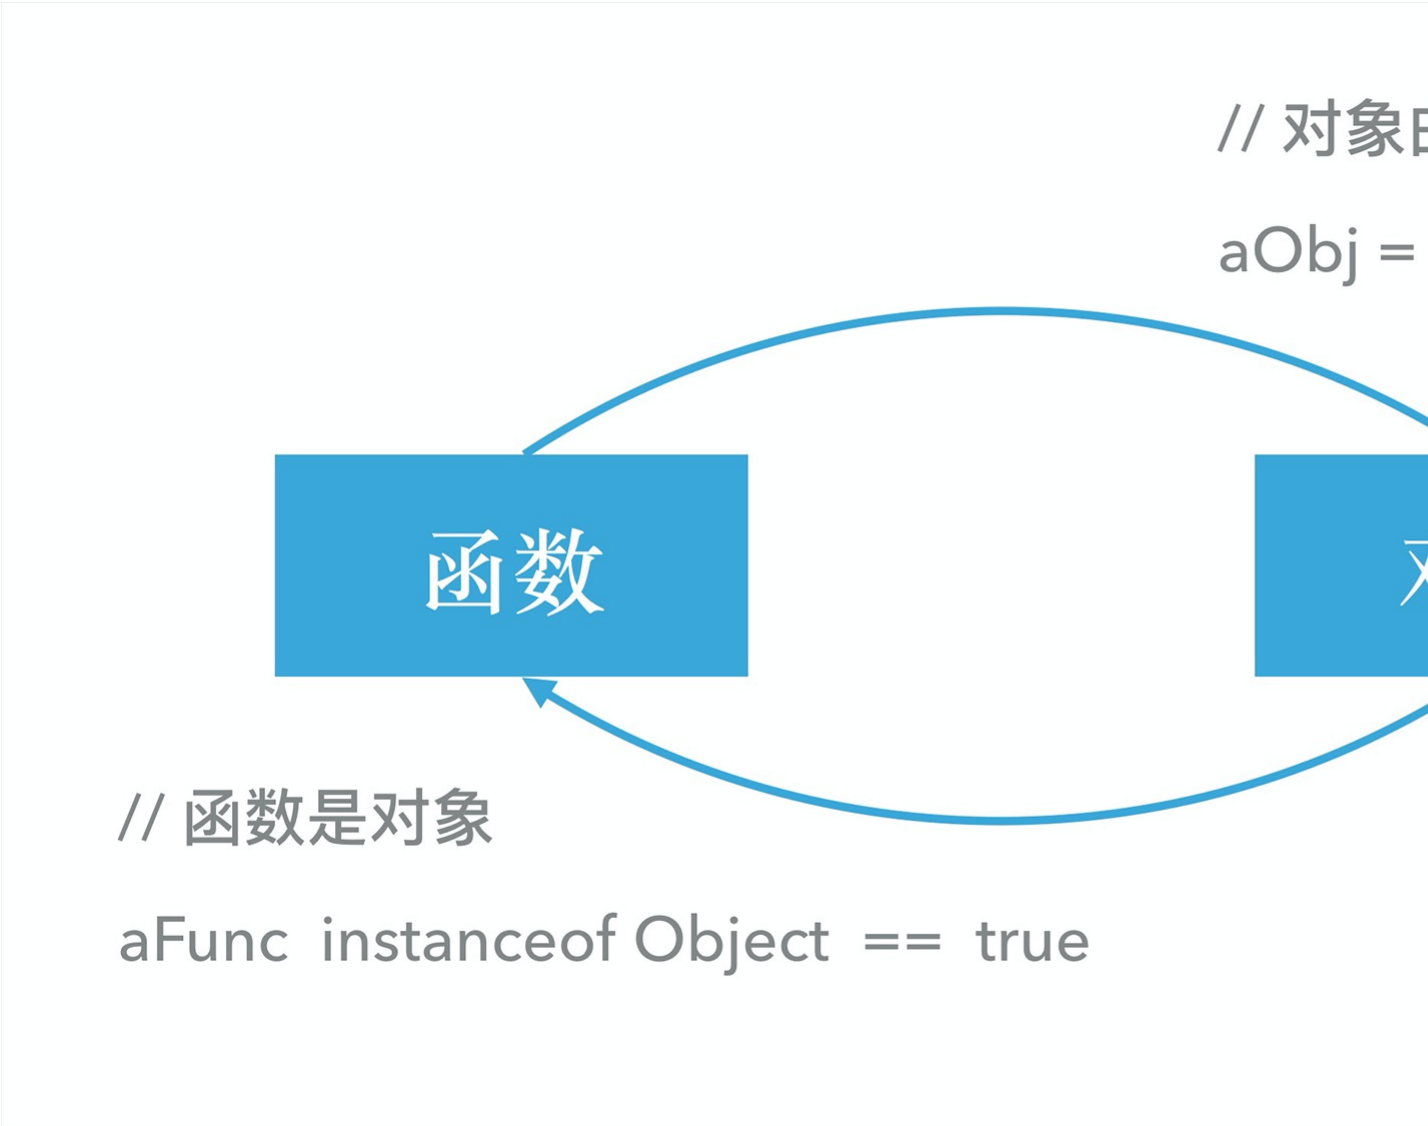 // 对象
aObj =
函数
// 函数是对象
aFunc instanceof Object == true